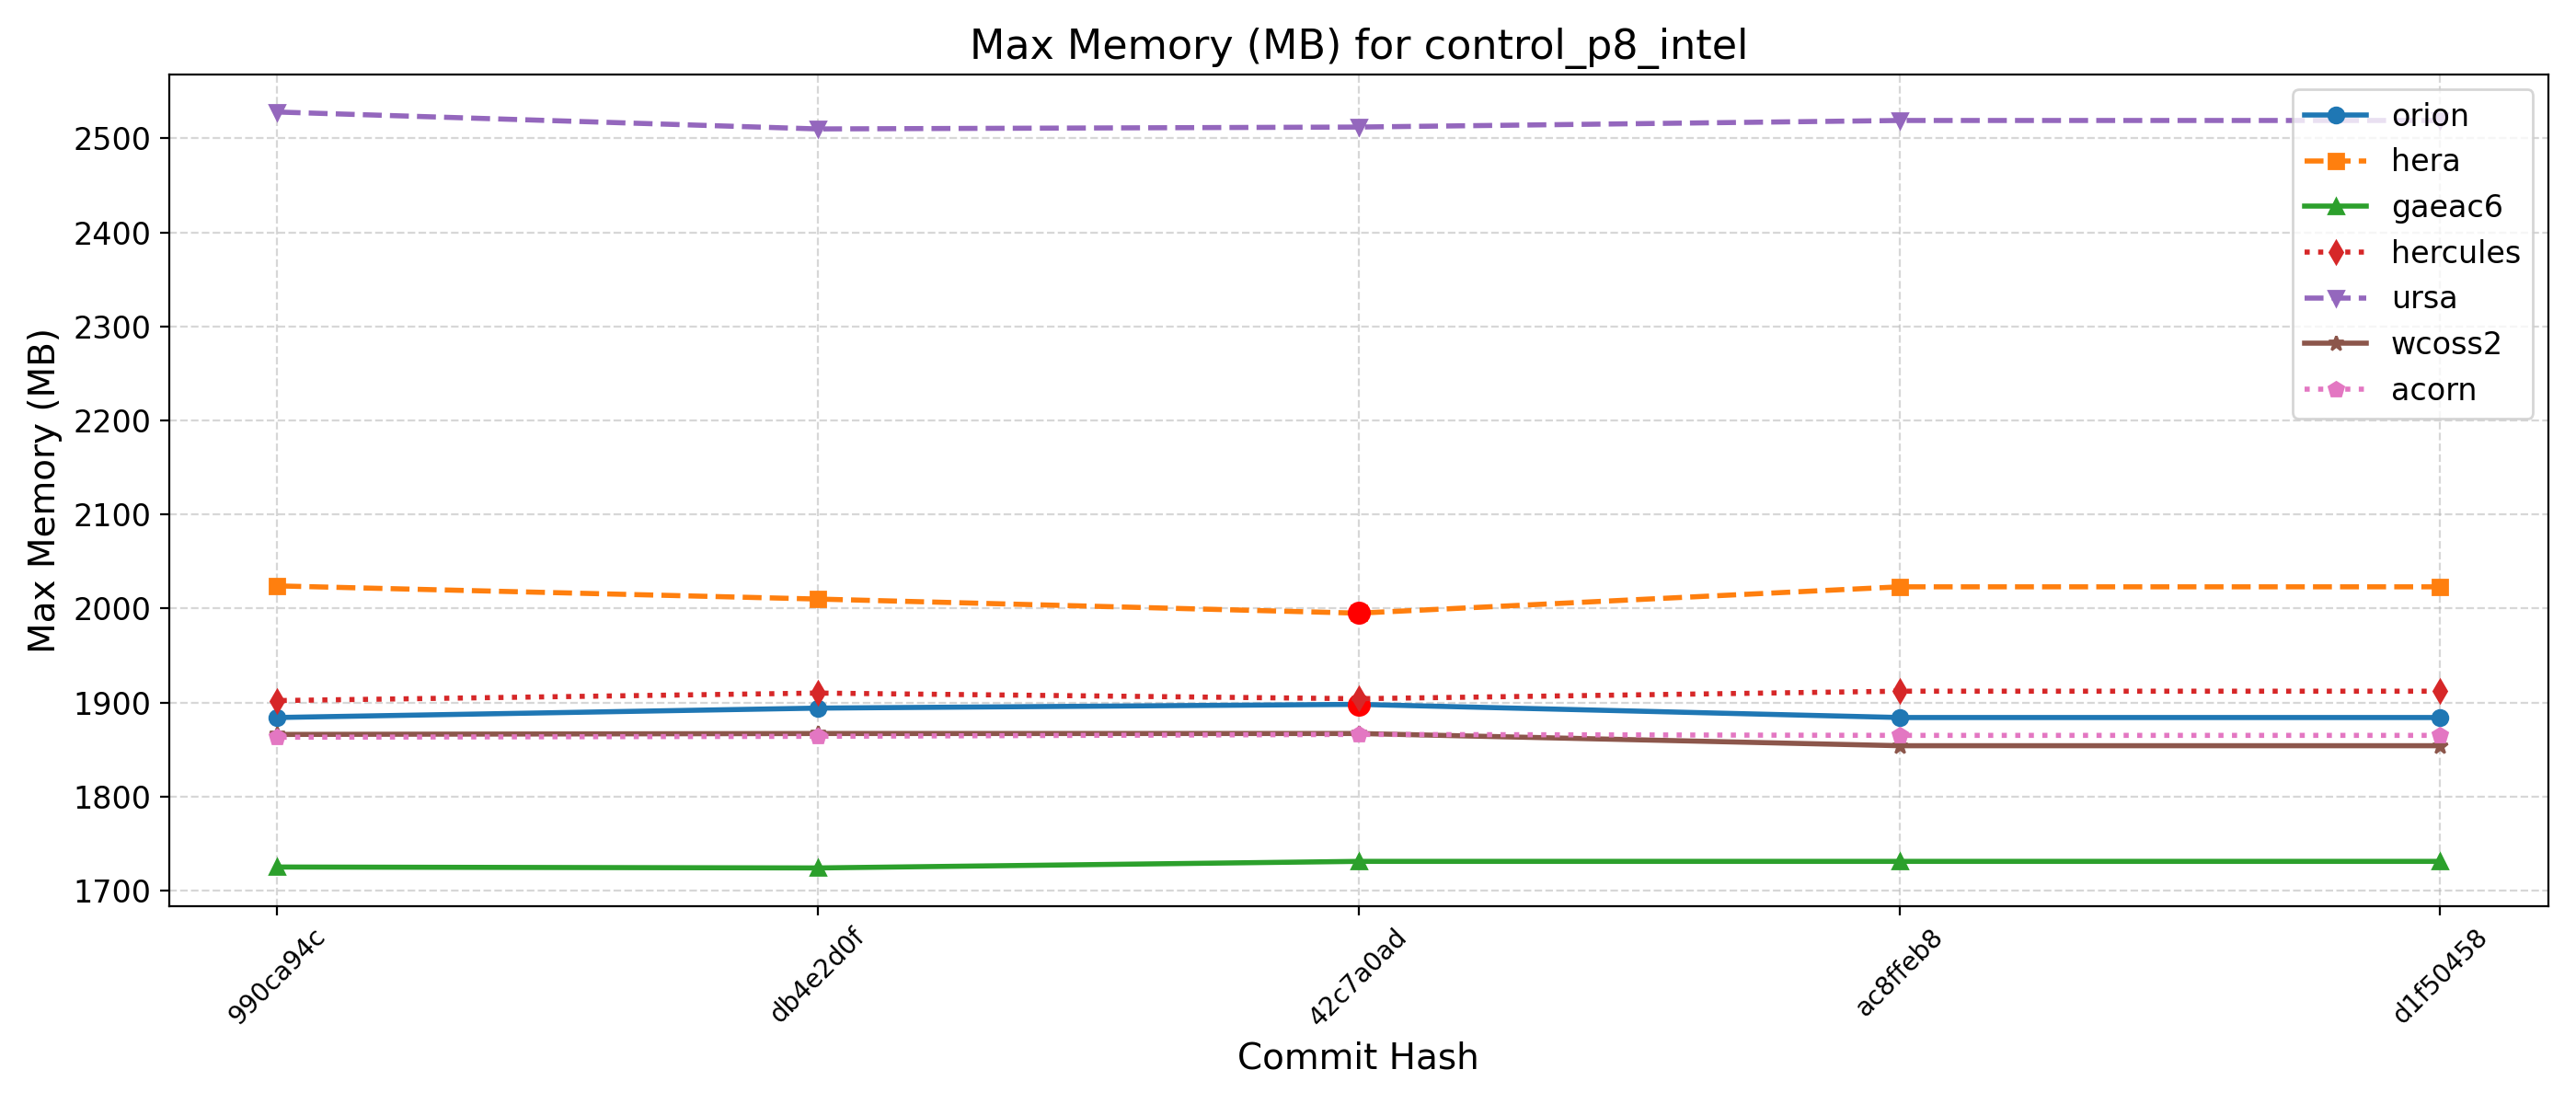 Max Memory (MB) for control_p8_intel
Max Memory (MB)
2500
2400
2300
2200
2100
2000
1900
1800
1700
orion
hera
gaeac6
hercules
ursa
wcoss2
acorn
990ca94c
db4e2d0f
42c7a0ad
ac8ffeb8
d1f50458
Commit Hash